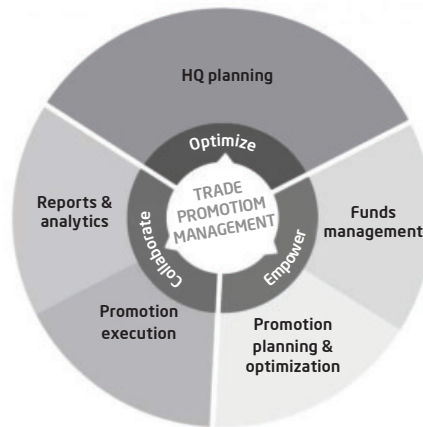 HQ planning
Optimize
TRADE
PROMOTIOM
MANAGEMENT
Reports &
analytics
Collaborate
Funds
management
Empower
Promotion
execution
Promotion
planning &
optimization